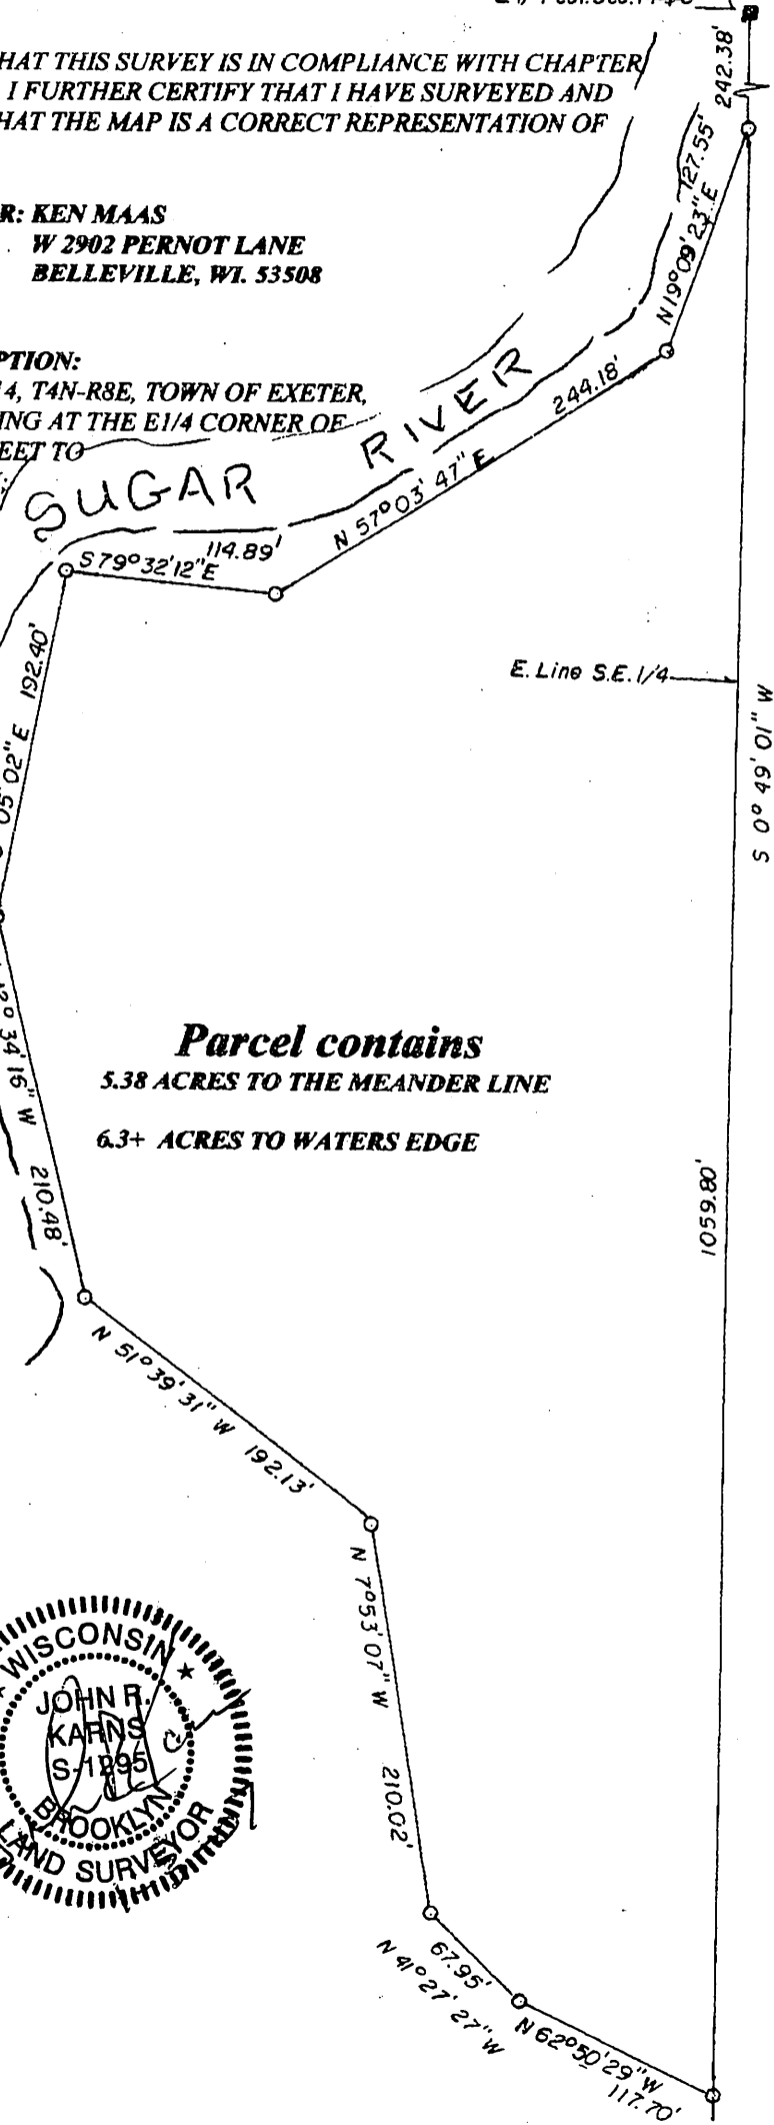 242.38'
HAT THIS SURVEY IS IN COMPLIANCE WITH CHAPTER
I FURTHER CERTIFY THAT I HAVE SURVEYED AND
HAT THE MAP IS A CORRECT REPRESENTATION OF
R: KEN MAAS
W 2902 PERNOT LANE
BELLEVILLE, WI. 53508
127.55'
N19°09'23"E
PTION:
14, T4N-R8E, TOWN OF EXETER,
ING AT THE E1/4 CORNER OF
EET TO
SUGAR RIVER
244.18'
N 57°03'47"E
114.89'
S79°32'12"E
192.40'
05'02"E
E. Line S.E. 1/4
S 0°49'10" W
34'16" W
210.48'
Parcel contains
5.38 ACRES TO THE MEANDER LINE
6.3+ ACRES TO WATERS EDGE
1059.80'
N 51°39'31" W 192.13'
N 7°53'07" W 210.02'
WISCONSIN
JOHN R.
KARNS
S-1295
BROOKLYN
LAND SURVEYOR
67.95'
N 41°27'27" W
N 62°50'29" W
117.70'